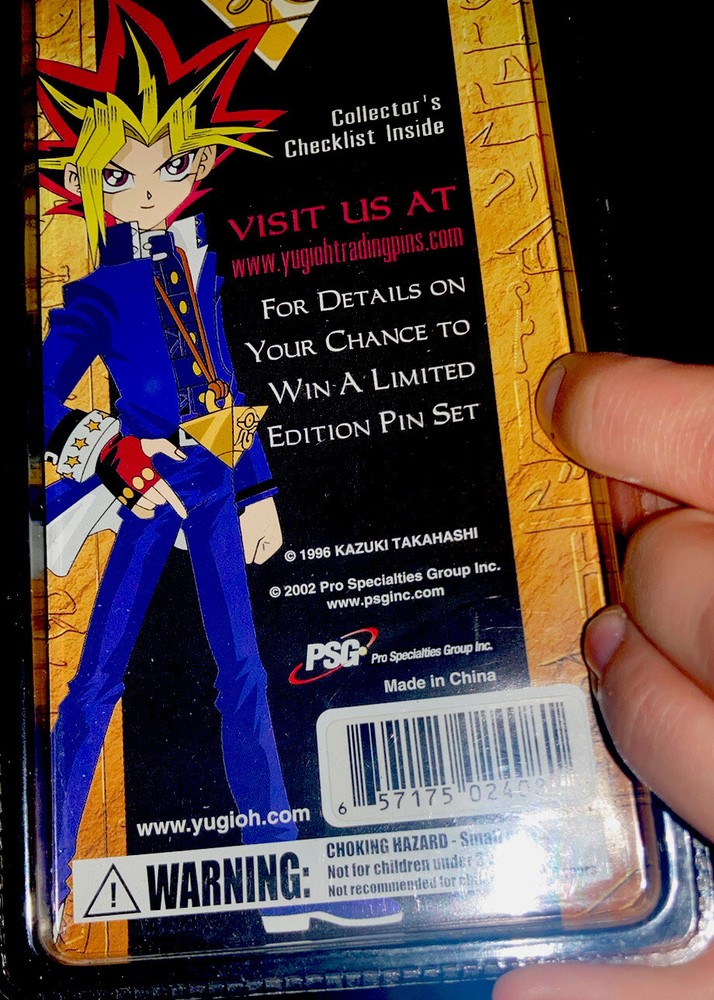 Collector's
Checklist Inside
VISIT US AT
www.yugiohtradingpins.com
FOR DETAILS ON
YOUR CHANCE TO
WIN A LIMITED
EDITION PIN SET
© 1996 KAZUKI TAKAHASHI
© 2002 Pro Specialties Group Inc.
www.psginc.com
PSG Pro Specialties Group Inc.
Made in China
6 57175
www.yugioh.com
WARNING:
CHOKING HAZARD - Small
Not for children under 3
Not recommended for